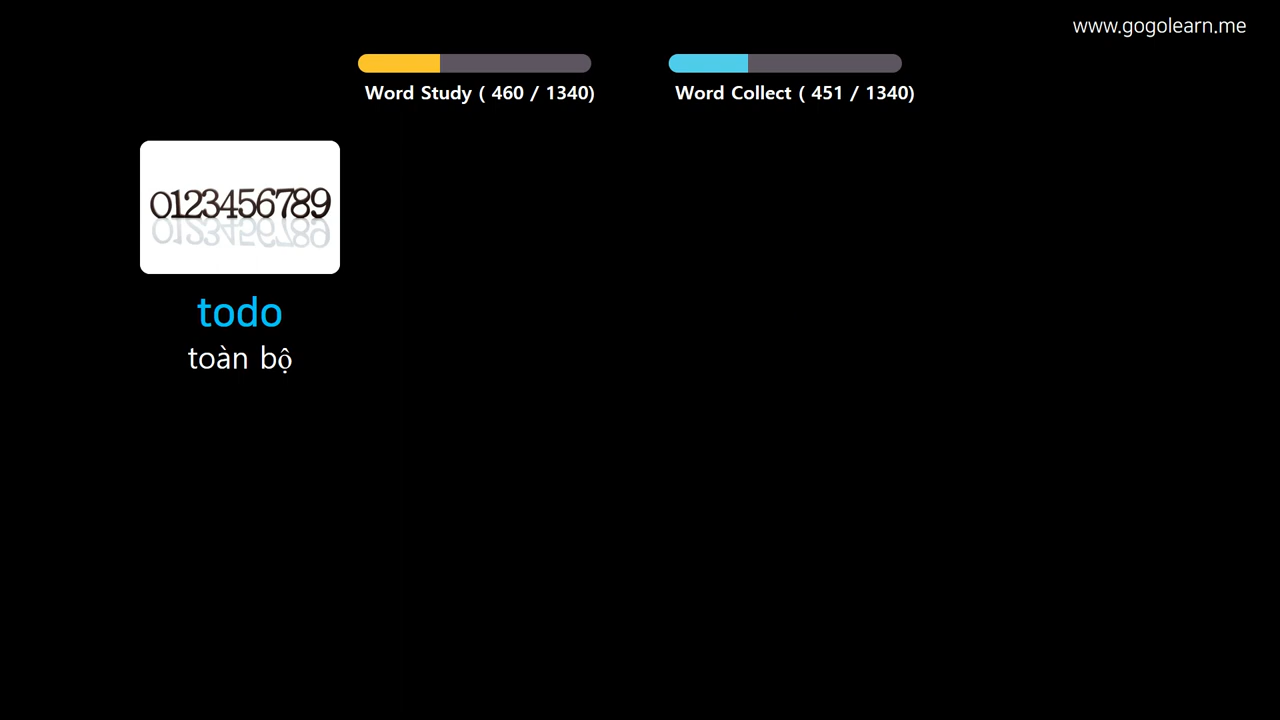 www.gogolearn.me
Word Study ( 460 / 1340)
Word Collect ( 451 / 1340)
0123456789
todo
toàn bộ